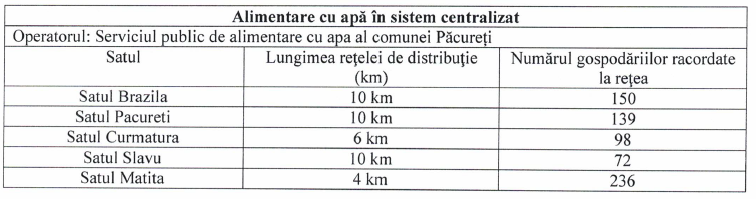 Alimentare cu apă în sistem centralizat
Operatorul: Serviciul public de alimentare cu apa al comunei Păcureți
Satul Lungimea rețelei de distribuție (km) Numărul gospodăriilor racordate la rețea
Satul Brazila 10 km 150
Satul Pacureti 10 km 139
Satul Curmatura 6 km 98
Satul Slavu 10 km 72
Satul Matita 4 km 236